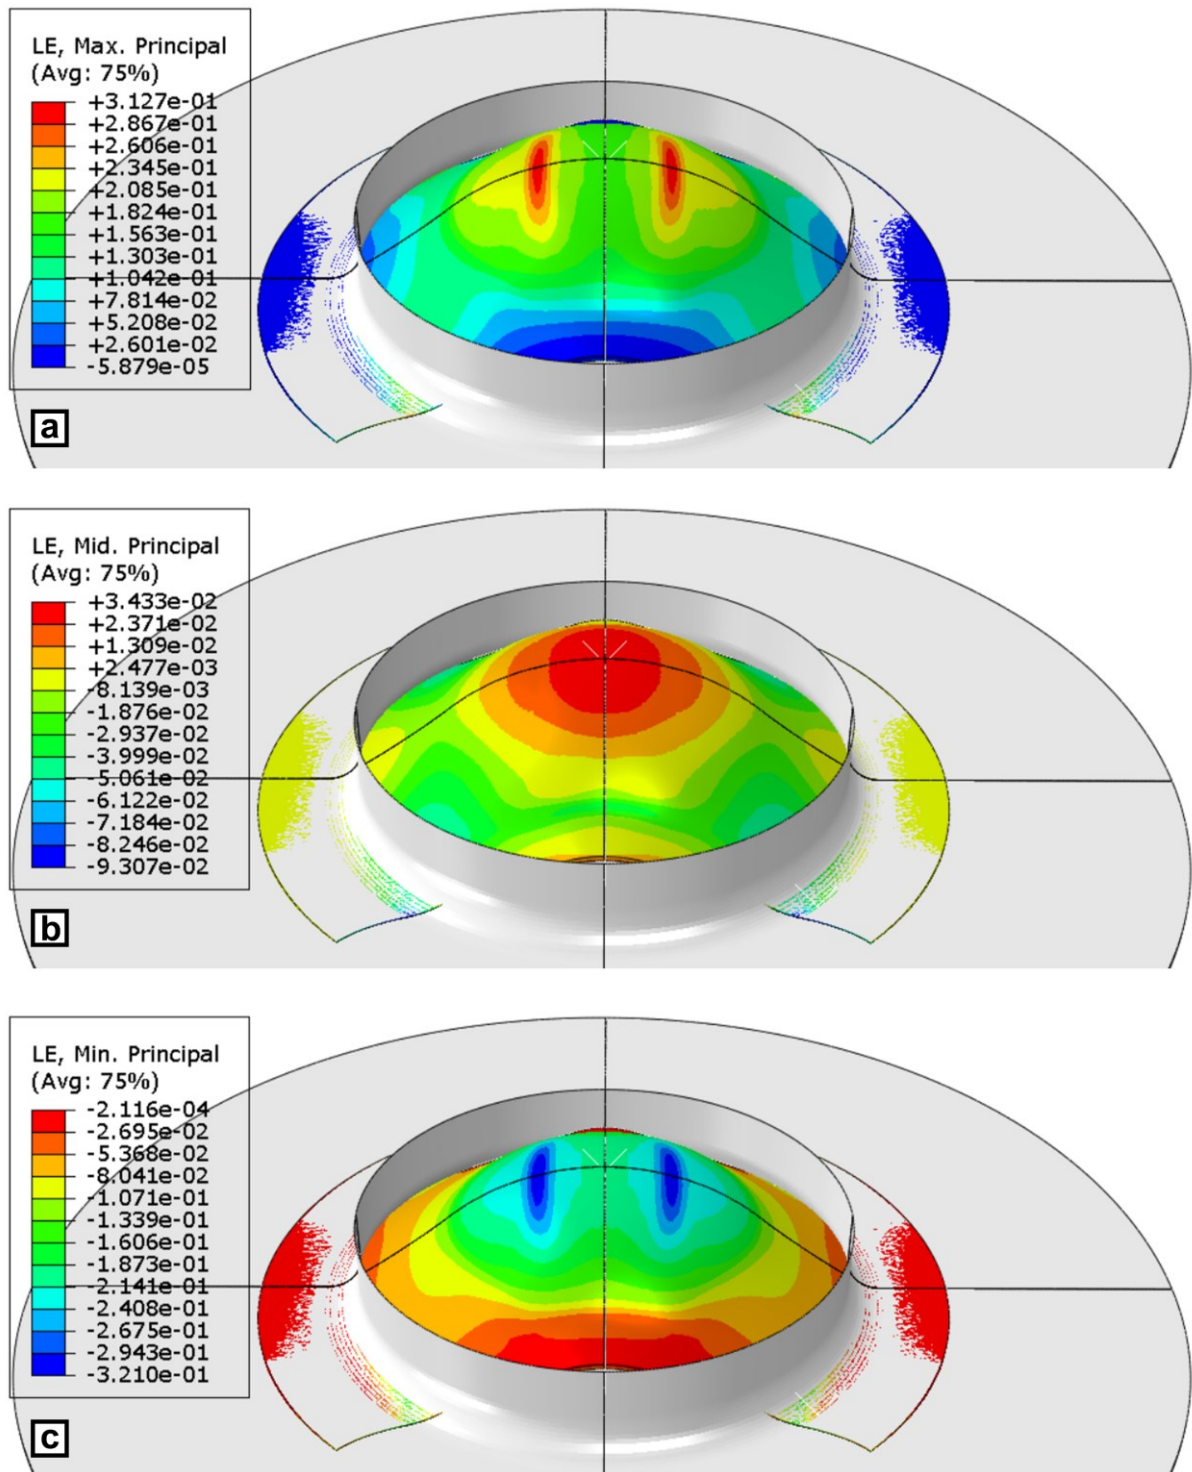 LE, Max. Principal
(Avg: 75%)
+3.127e-01
+2.867e-01
+2.606e-01
+2.345e-01
+2.085e-01
+1.824e-01
+1.563e-01
+1.303e-01
+1.042e-01
+7.814e-02
+5.208e-02
+2.601e-02
-5.879e-05
a
LE, Mid. Principal
(Avg: 75%)
+3.433e-02
+2.371e-02
+1.309e-02
+2.477e-03
-8.139e-03
-1.876e-02
-2.937e-02
-3.999e-02
-5.061e-02
-6.122e-02
-7.184e-02
-8.246e-02
-9.307e-02
b
LE, Min. Principal
(Avg: 75%)
-2.116e-04
-2.695e-02
-5.368e-02
-8.041e-02
-1.071e-01
-1.339e-01
-1.606e-01
-1.873e-01
-2.141e-01
-2.408e-01
-2.675e-01
-2.943e-01
-3.210e-01
c